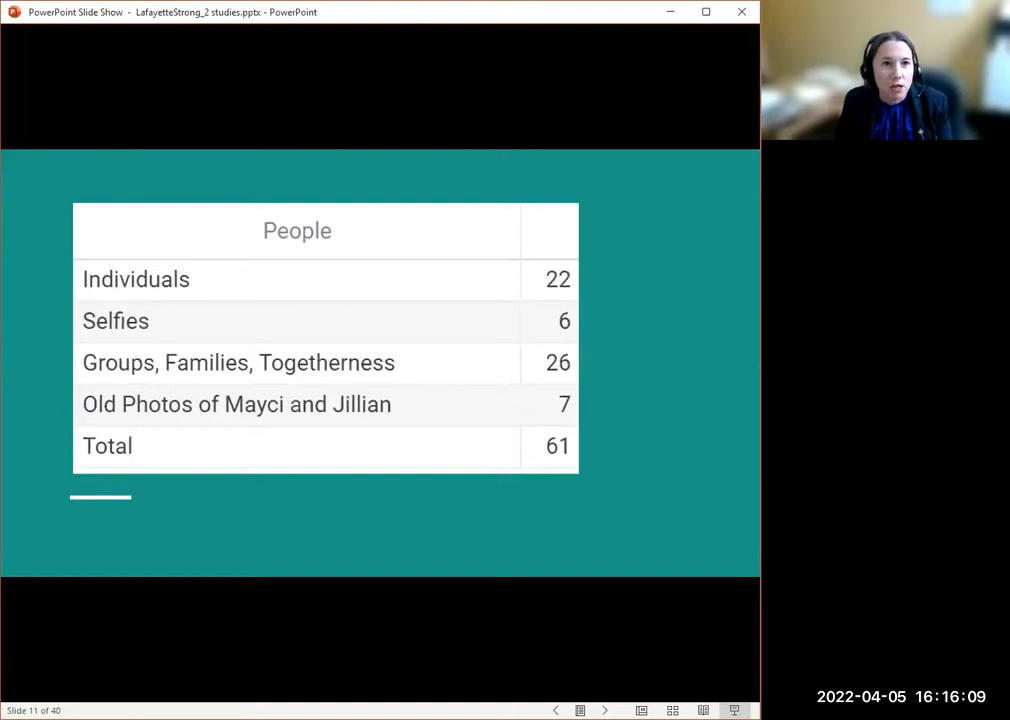 PowerPoint Slide Show - LafayetteStrong_2 studies.pptx - PowerPoint
People
Individuals 22
Selfies 6
Groups, Families, Togetherness 26
Old Photos of Mayci and Jillian 7
Total 61
Slide 11 of 40
2022-04-05 16:16:09